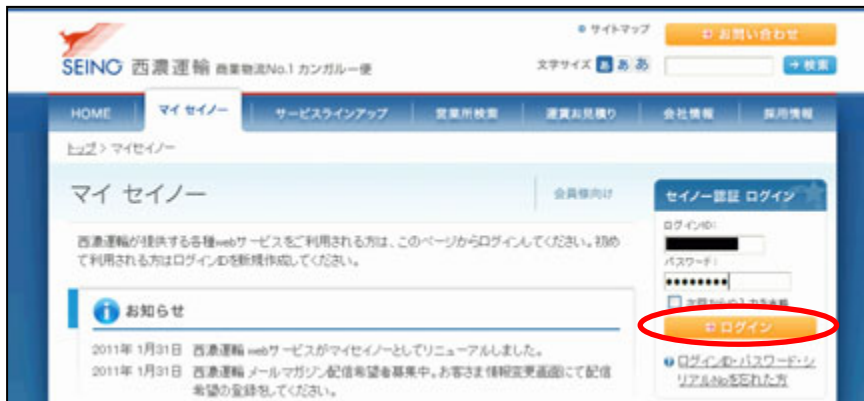 サイトマップ
お問い合わせ
SEINO 西濃運輸 商業物流No.1 カンガルー便
文字サイズ あ あ あ
検索
HOME マイ セイノー サービスラインアップ 営業所検索 運賃お見積り 会社情報 採用情報
トップ > マイセイノー
マイ セイノー
会員様向け
セイノー認証 ログイン
西濃運輸が提供する各種webサービスをご利用される方は、このページからログインしてください。初め
て利用される方はログインIDを新規作成してください。
ログインID:
パスワード:
••••••••
お知らせ
ログイン
2011年 1月31日 西濃運輸 webサービスがマイセイノーとしてリニューアルしました。
2011年 1月31日 西濃運輸 メールマガジン配信希望者募集中。お客さま情報変更画面にて配信
希望の登録をしてください。
ログインID・パスワード・シ
リアルNoを忘れた方